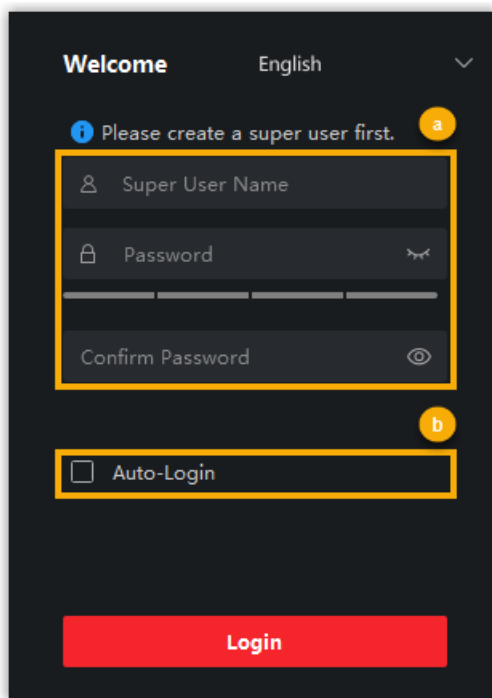 Welcome English
Please create a super user first. a
Super User Name
Password
Confirm Password
b
Auto-Login
Login